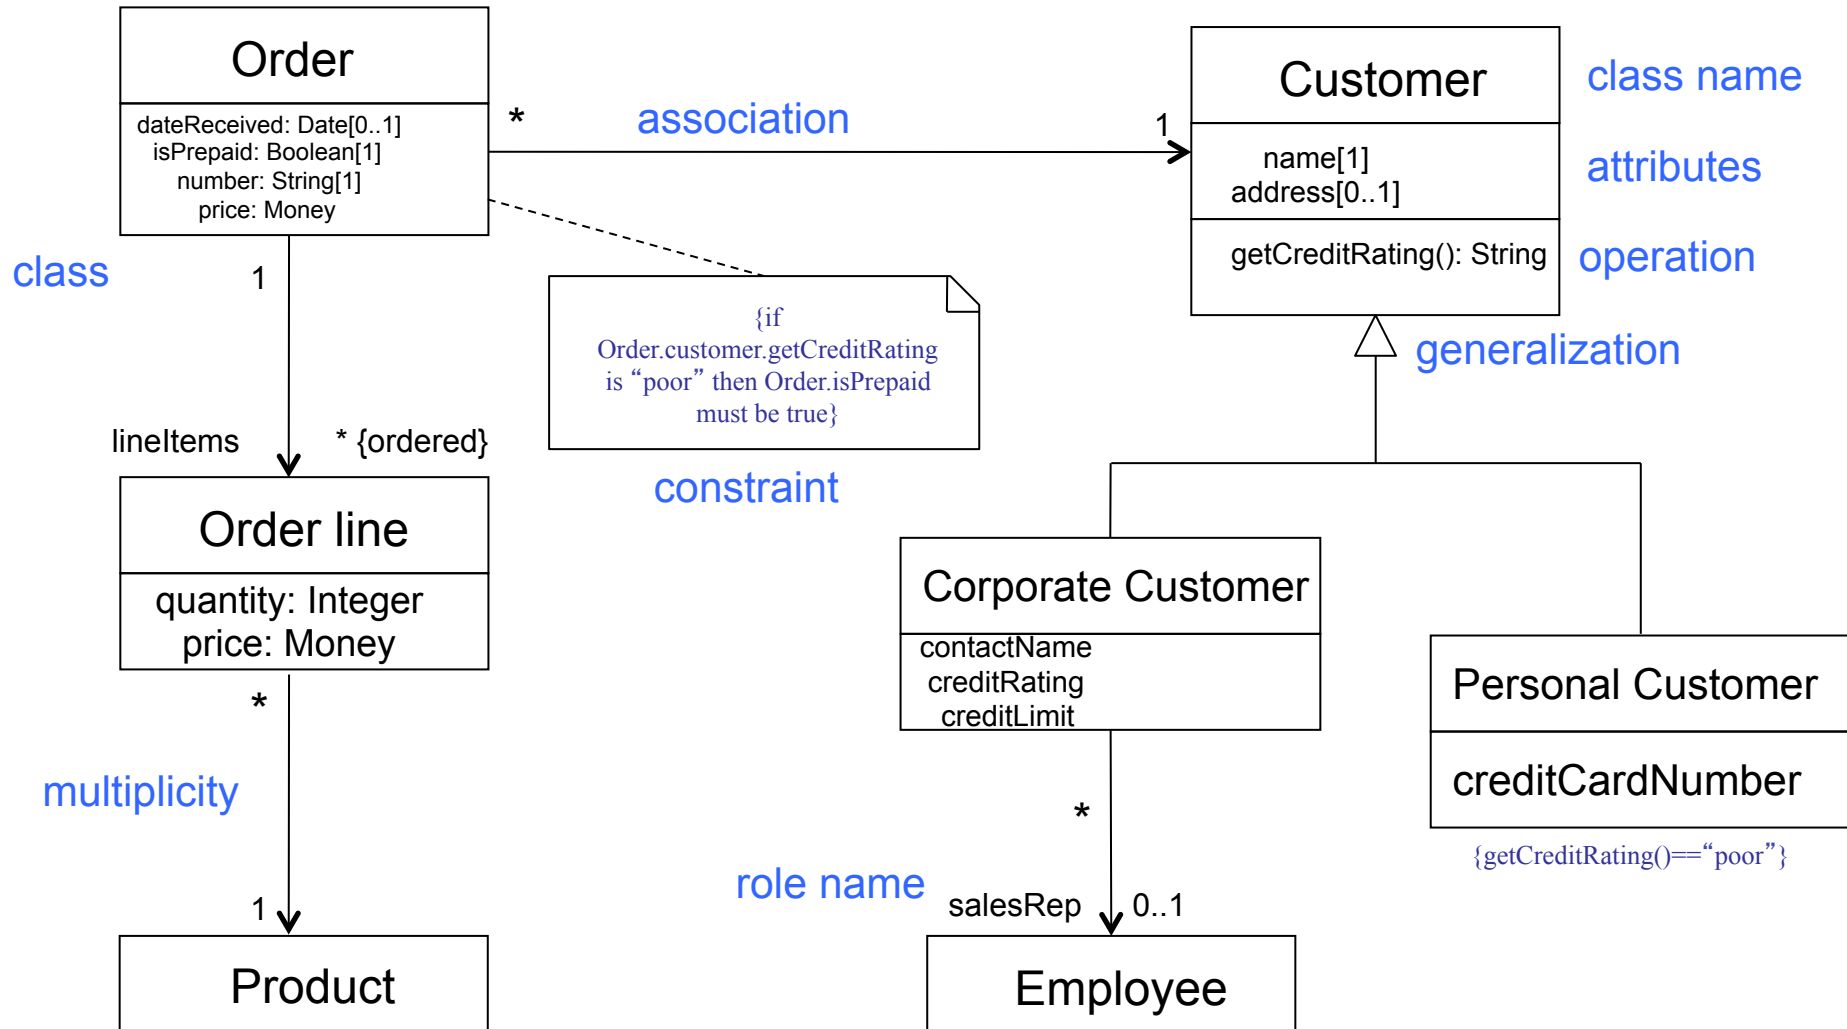 Order
dateReceived: Date[0..1]
isPrepaid: Boolean[1]
number: String[1]
price: Money
*
association
1
Customer
class name
name[1]
address[0..1]
attributes
getCreditRating(): String
operation
generalization
class
1
{if
Order.customer.getCreditRating
is “poor” then Order.isPrepaid
must be true}
constraint
lineItems
* {ordered}
Order line
quantity: Integer
price: Money
*
multiplicity
1
Product
Corporate Customer
contactName
creditRating
creditLimit
*
role name
salesRep
0..1
Employee
Personal Customer
creditCardNumber
{getCreditRating()==“poor”}